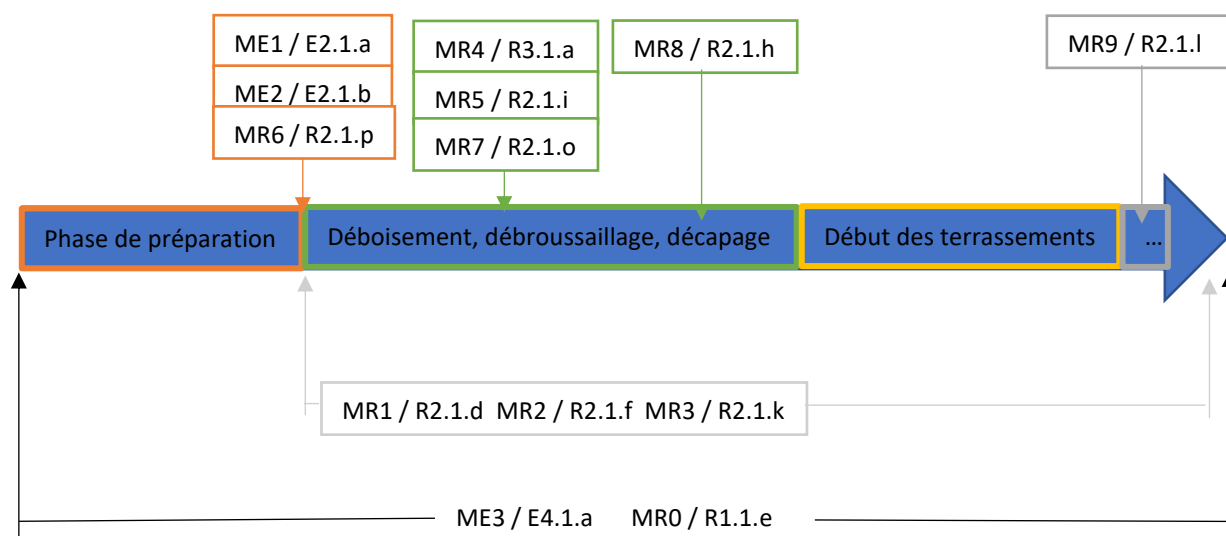 ME1 / E2.1.a
ME2 / E2.1.b
MR6 / R2.1.p
MR4 / R3.1.a
MR5 / R2.1.i
MR7 / R2.1.o
MR8 / R2.1.h
MR9 / R2.1.l
Phase de préparation
Déboisement, débroussaillage, décapage
Début des terrassements
...
MR1 / R2.1.d MR2 / R2.1.f MR3 / R2.1.k
ME3 / E4.1.a MR0 / R1.1.e